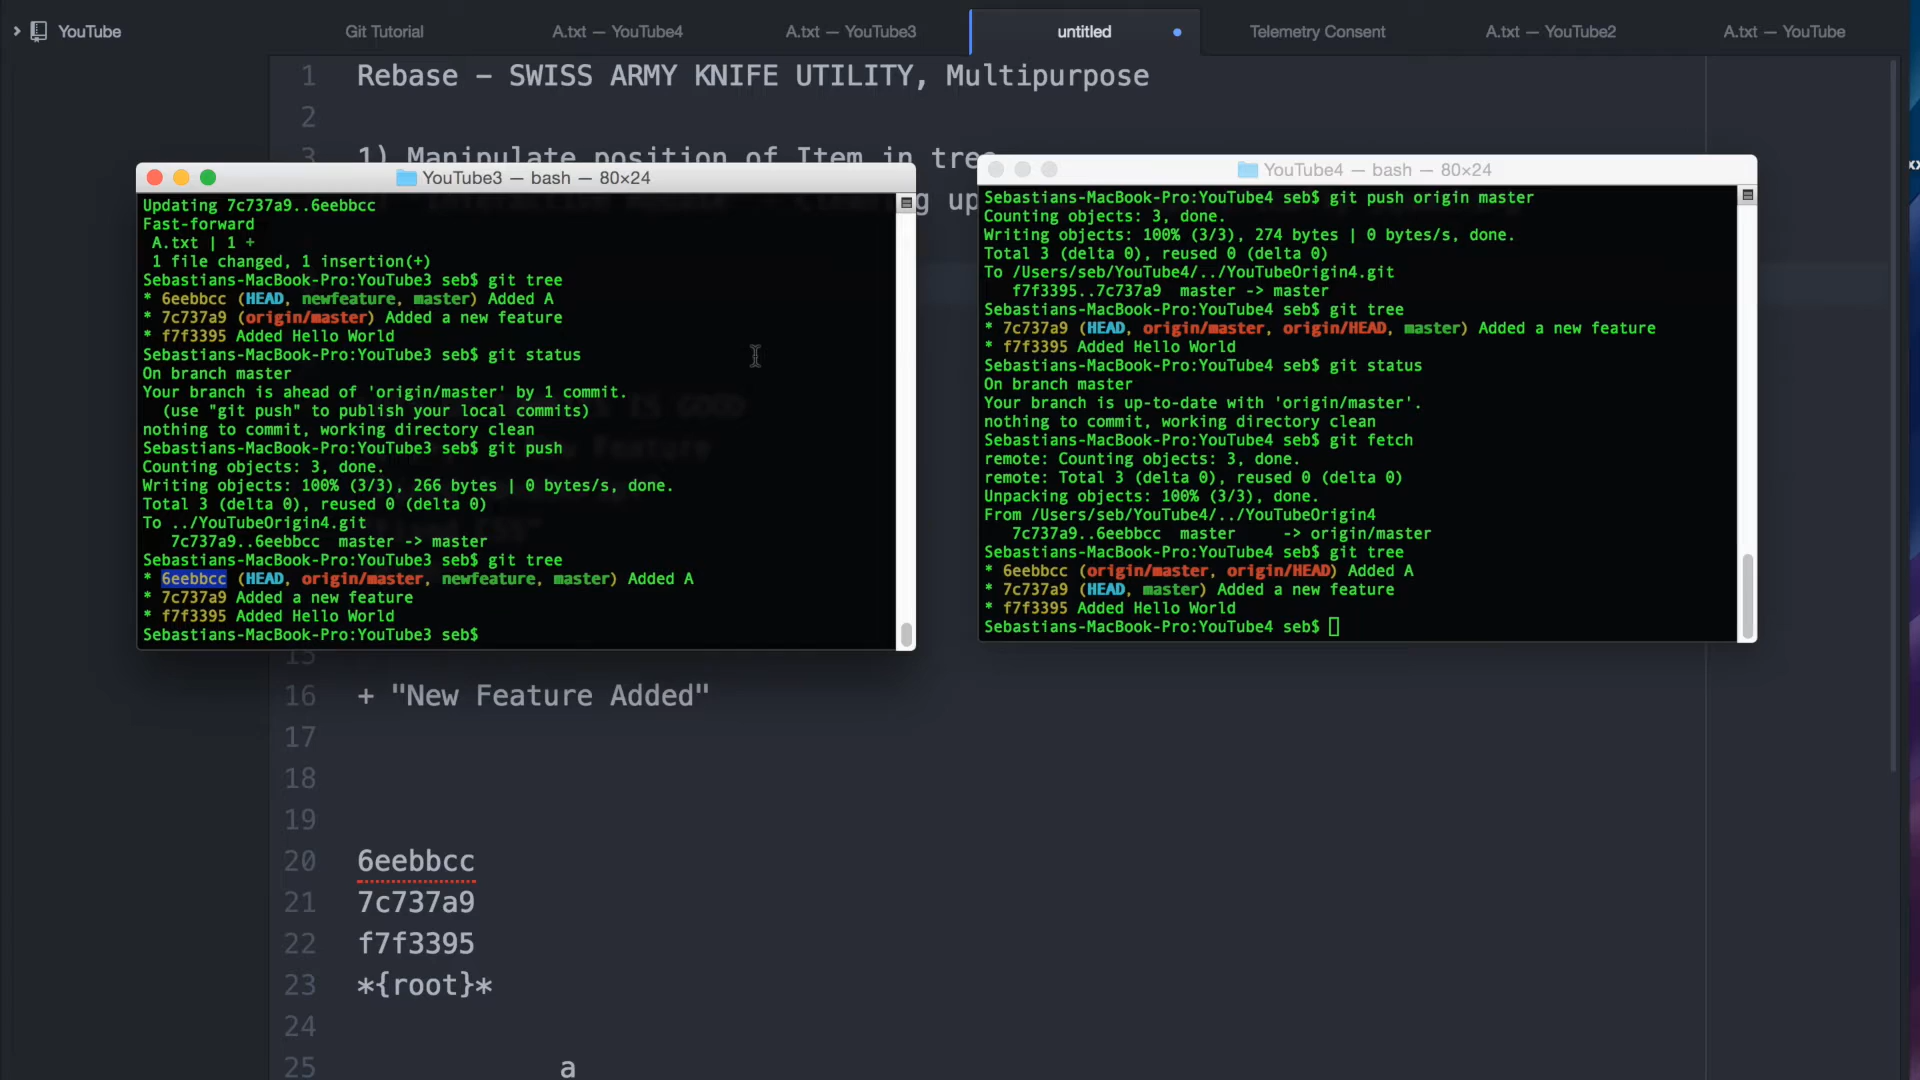 YouTube
Git Tutorial
A.txt — YouTube4
A.txt — YouTube3
untitled
Telemetry Consent
A.txt — YouTube2
A.txt — YouTube
1 Rebase – SWISS ARMY KNIFE UTILITY, Multipurpose
2
3 1) Manipulate position of Item in tree
g up
YouTube3 — bash — 80×24
Updating 7c737a9..6eebbcc
Fast-forward
A.txt | 1 +
1 file changed, 1 insertion(+)
Sebastians-MacBook-Pro:YouTube3 seb$ git tree
* 6eebbcc (HEAD, newfeature, master) Added A
* 7c737a9 (origin/master) Added a new feature
* f7f3395 Added Hello World
Sebastians-MacBook-Pro:YouTube3 seb$ git status
On branch master
Your branch is ahead of 'origin/master' by 1 commit.
(use "git push" to publish your local commits)
nothing to commit, working directory clean
Sebastians-MacBook-Pro:YouTube3 seb$ git push
Counting objects: 3, done.
Writing objects: 100% (3/3), 266 bytes | 0 bytes/s, done.
Total 3 (delta 0), reused 0 (delta 0)
To ../YouTubeOrigin4.git
7c737a9..6eebbcc master -> master
Sebastians-MacBook-Pro:YouTube3 seb$ git tree
* 6eebbcc (HEAD, origin/master, newfeature, master) Added A
* 7c737a9 Added a new feature
* f7f3395 Added Hello World
Sebastians-MacBook-Pro:YouTube3 seb$
YouTube4 — bash — 80×24
Sebastians-MacBook-Pro:YouTube4 seb$ git push origin master
Counting objects: 3, done.
Writing objects: 100% (3/3), 274 bytes | 0 bytes/s, done.
Total 3 (delta 0), reused 0 (delta 0)
To /Users/seb/YouTube4/../YouTubeOrigin4.git
f7f3395..7c737a9 master -> master
Sebastians-MacBook-Pro:YouTube4 seb$ git tree
* 7c737a9 (HEAD, origin/master, origin/HEAD, master) Added a new feature
* f7f3395 Added Hello World
Sebastians-MacBook-Pro:YouTube4 seb$ git status
On branch master
Your branch is up-to-date with 'origin/master'.
nothing to commit, working directory clean
Sebastians-MacBook-Pro:YouTube4 seb$ git fetch
remote: Counting objects: 3, done.
remote: Total 3 (delta 0), reused 0 (delta 0)
Unpacking objects: 100% (3/3), done.
From /Users/seb/YouTube4/../YouTubeOrigin4
7c737a9..6eebbcc master -> origin/master
Sebastians-MacBook-Pro:YouTube4 seb$ git tree
* 6eebbcc (origin/master, origin/HEAD) Added A
* 7c737a9 (HEAD, master) Added a new feature
* f7f3395 Added Hello World
Sebastians-MacBook-Pro:YouTube4 seb$
15
16 + "New Feature Added"
17
18
19
20 6eebbcc
21 7c737a9
22 f7f3395
23 *{root}*
24
25 a